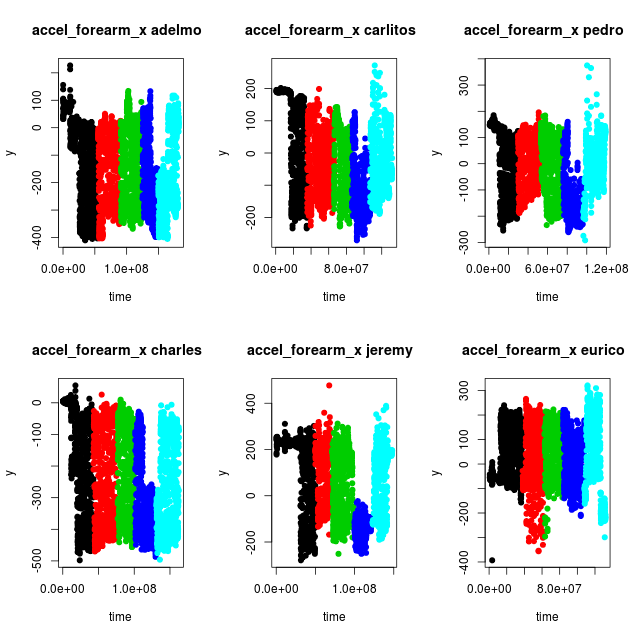 accel_forearm_x adelmo
y
-400
-200
0
100
0.0e+00
1.0e+08
time
accel_forearm_x carlitos
y
-200
0
100
200
0.0e+00
8.0e+07
time
accel_forearm_x pedro
y
-300
-100
0
100
400
0.0e+00
6.0e+07
1.2e+08
time
accel_forearm_x charles
y
-500
-300
-100
0
0.0e+00
1.0e+08
time
accel_forearm_x jeremy
y
-200
0
200
400
0.0e+00
1.0e+08
time
accel_forearm_x eurico
y
-400
-200
0
100
300
0.0e+00
8.0e+07
time